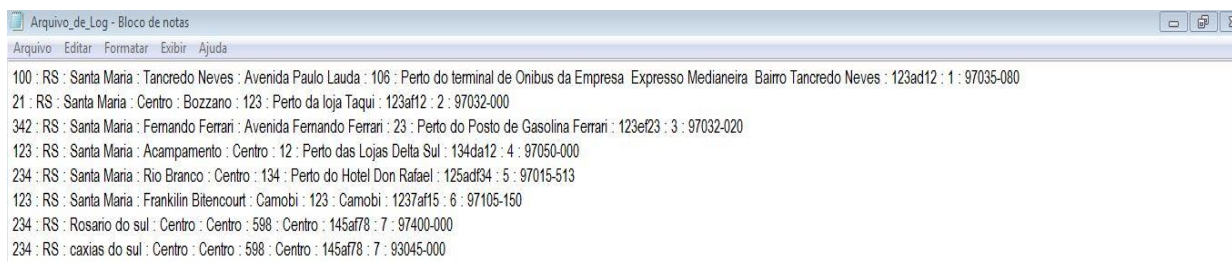 Arquivo_de_Log - Bloco de notas
Arquivo Editar Formatar Exibir Ajuda
100 : RS : Santa Maria : Tancredo Neves : Avenida Paulo Lauda : 106 : Perto do terminal de Onibus da Empresa Expresso Medianeira Bairro Tancredo Neves : 123ad12 : 1 : 97035-080
21 : RS : Santa Maria : Centro : Bozzano : 123 : Perto da loja Taqui : 123af12 : 2 : 97032-000
342 : RS : Santa Maria : Fernando Ferrari : Avenida Fernando Ferrari : 23 : Perto do Posto de Gasolina Ferrari : 123ef23 : 3 : 97032-020
123 : RS : Santa Maria : Acampamento : Centro : 12 : Perto das Lojas Delta Sul : 134da12 : 4 : 97050-000
234 : RS : Santa Maria : Rio Branco : Centro : 134 : Perto do Hotel Don Rafael : 125adf34 : 5 : 97015-513
123 : RS : Santa Maria : Frankilin Bitencourt : Camobi : 123 : Camobi : 1237af15 : 6 : 97105-150
234 : RS : Rosario do sul : Centro : Centro : 598 : Centro : 145af78 : 7 : 97400-000
234 : RS : caxias do sul : Centro : Centro : 598 : Centro : 145af78 : 7 : 93045-000